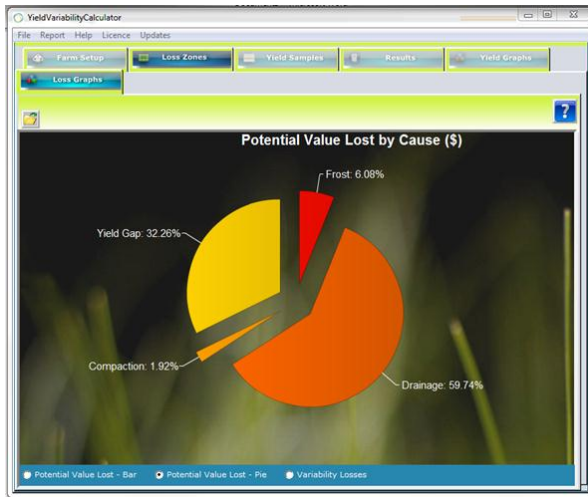 YieldVariabilityCalculator
File Report Help Licence Updates
Farm Setup Loss Zones Yield Samples Results Yield Graphs
Loss Graphs
?
Potential Value Lost by Cause ($)
Frost: 6.08%
Yield Gap: 32.26%
Compaction: 1.92%
Drainage: 59.74%
Potential Value Lost - Bar Potential Value Lost - Pie Variability Losses